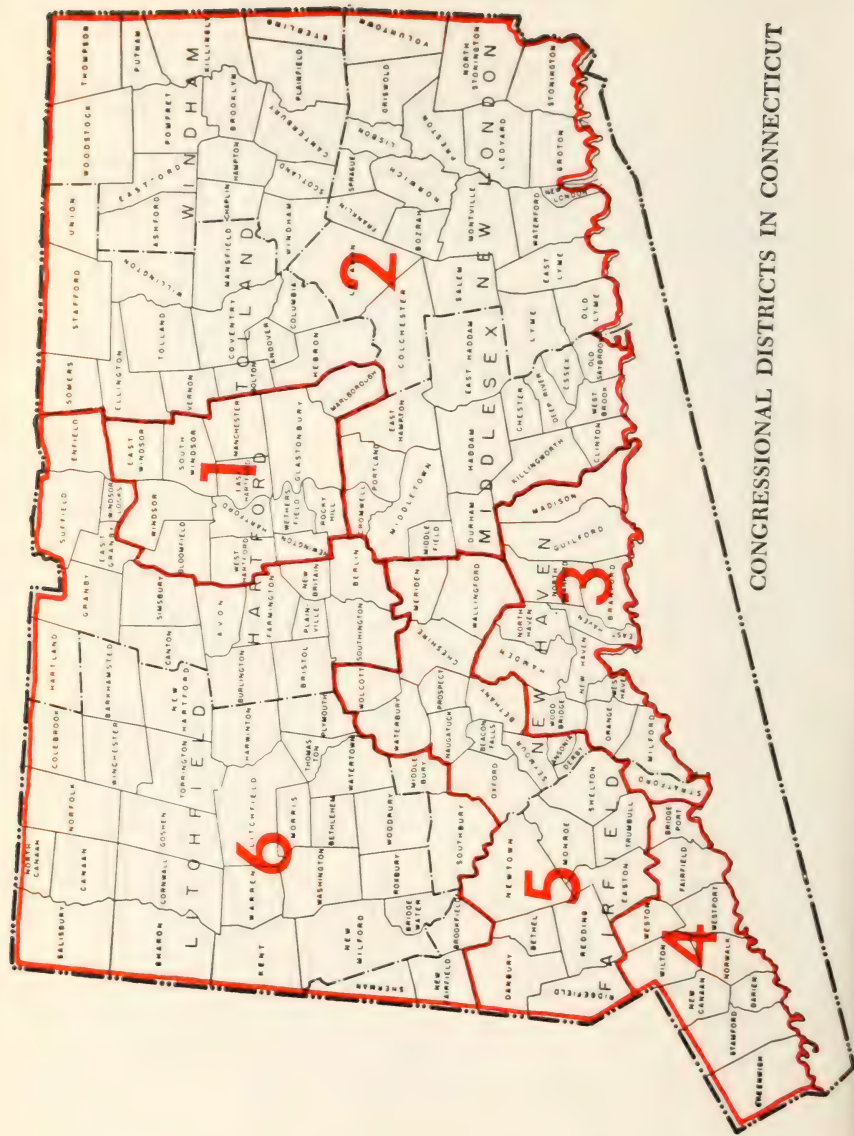 CONGRESSIONAL DISTRICTS IN CONNECTICUT
NORTH CANAAN
SALISBURY
CANAAN
NORFOLK
COLEBROOK
HARTLAND
GRANBY
SUFFIELD
ENFIELD
SOMERS
STAFFORD
UNION
WOODSTOCK
THOMPSON
PUTNAM
EAST GRANBY
WINDSOR LOCKS
SHARON
CORNWALL
GOSHEN
WINCHESTER
BARKHAMSTED
SIMSBURY
WINDSOR
EAST WINDSOR
ELLINGTON
WILLINGTON
ASHFORD
EASTFORD
POMFRET
KILLINGLY
LITCHFIELD
TORRINGTON
NEW HARTFORD
CANTON
BLOOMFIELD
SOUTH WINDSOR
VERNON
TOLLAND
WINDHAM
KENT
WARREN
LITCHFIELD
HARWINTON
BURLINGTON
AVON
WEST HARTFORD
HARTFORD
EAST HARTFORD
MANCHESTER
BOLTON
COVENTRY
MANSFIELD
CHAPLIN
HAMPTON
BROOKLYN
HARTFORD
TOLLAND
6
1
WASHINGTON
MORRIS
THOMASTON
PLYMOUTH
BRISTOL
FARMINGTON
NEW BRITAIN
NEWINGTON
WETHERSFIELD
GLASTONBURY
ANDOVER
COLUMBIA
WINDHAM
SCOTLAND
CANTERBURY
PLAINFIELD
STERLING
BETHLEHEM
WATERTOWN
PLAINVILLE
ROCKY HILL
HEBRON
NEW MILFORD
ROXBURY
WOODBURY
MIDDLEBURY
WATERBURY
WOLCOTT
SOUTHINGTON
BERLIN
CROMWELL
PORTLAND
EAST HAMPTON
MARLBOROUGH
2
SHERMAN
BRIDGEWATER
SOUTHBURY
NAUGATUCK
PROSPECT
CHESHIRE
MERIDEN
MIDDLEFIELD
MIDDLETOWN
COLCHESTER
FRANKLIN
SPRAGUE
LISBON
GRISWOLD
VOLUNTOWN
BOZRAH
NORWICH
PRESTON
NEW FAIRFIELD
BROOKFIELD
NEWTOWN
OXFORD
BEACON FALLS
BETHANY
WALLINGFORD
DURHAM
HADDAM
EAST HADDAM
SALEM
MONTVILLE
LEDYARD
NORTH STONINGTON
MIDDLESEX
NEW LONDON
DANBURY
BETHEL
MONROE
SEYMOUR
ANSONIA
DERBY
WOODBRIDGE
HAMDEN
NORTH HAVEN
NEW HAVEN
KILLINGWORTH
CHESTER
DEEP RIVER
ESSEX
LYME
EAST LYME
WATERFORD
NEW LONDON
GROTON
STONINGTON
5
RIDGEFIELD
REDDING
EASTON
SHELTON
TRUMBULL
ORANGE
NEW HAVEN
WEST HAVEN
EAST HAVEN
BRANFORD
GUILFORD
MADISON
CLINTON
WESTBROOK
OLD SAYBROOK
OLD LYME
3
FAIRFIELD
WILTON
WESTON
FAIRFIELD
BRIDGEPORT
STRATFORD
MILFORD
4
NEW CANAAN
NORWALK
WESTPORT
STAMFORD
DARIEN
GREENWICH